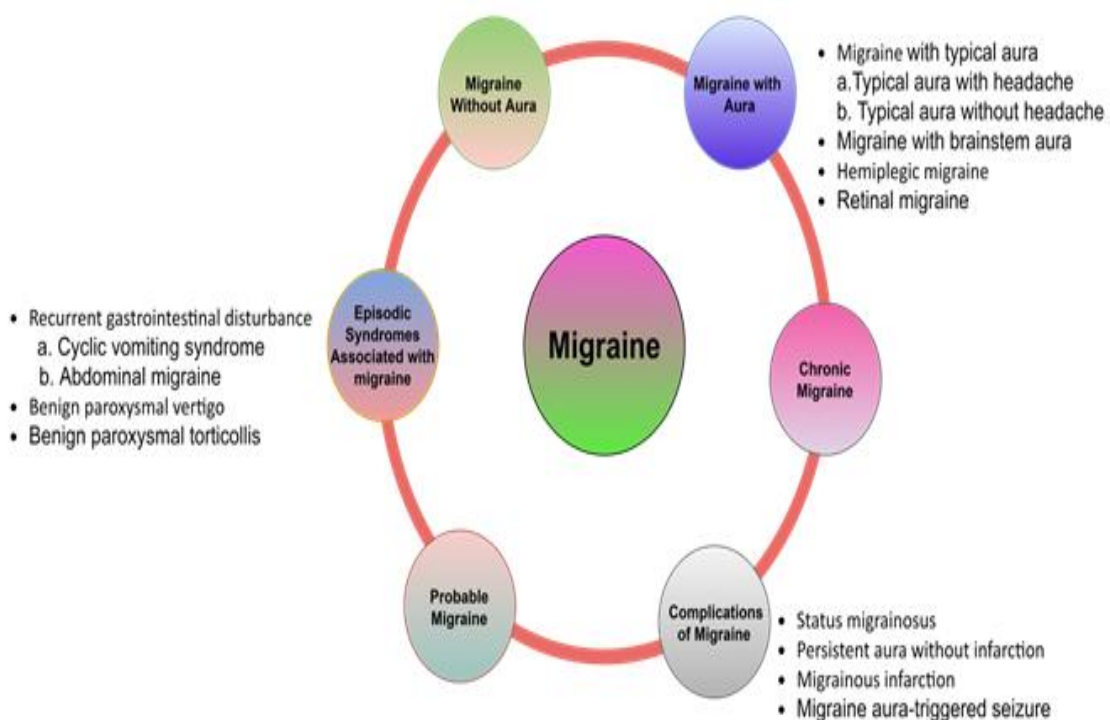 Migraine
Without Aura
Migraine with
Aura
• Migraine with typical aura
a.Typical aura with headache
b. Typical aura without headache
• Migraine with brainstem aura
• Hemiplegic migraine
• Retinal migraine
Episodic
Syndromes
Associated with
migraine
• Recurrent gastrointestinal disturbance
a. Cyclic vomiting syndrome
b. Abdominal migraine
• Benign paroxysmal vertigo
• Benign paroxysmal torticollis
Migraine
Chronic
Migraine
Probable
Migraine
Complications
of Migraine
• Status migrainosus
• Persistent aura without infarction
• Migrainous infarction
• Migraine aura-triggered seizure